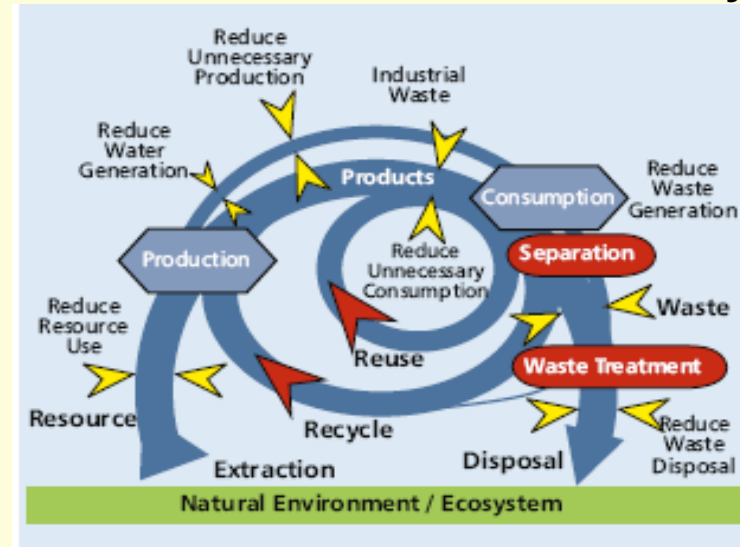 Reduce
Unnecessary
Production
Industrial
Waste
Reduce
Water
Generation
Products
Consumption
Reduce
Waste
Generation
Production
Reduce
Unnecessary
Consumption
Separation
Reduce
Resource
Use
Waste
Reuse
Waste Treatment
Resource
Recycle
Reduce
Waste
Disposal
Extraction
Disposal
Natural Environment / Ecosystem